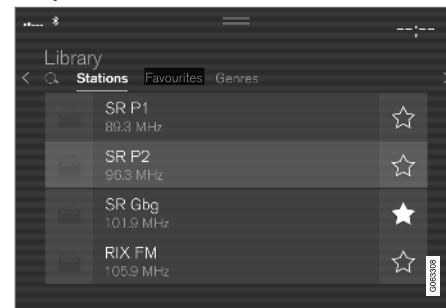 --:--
Library
Stations Favourites Genres
SR P1
89.3 MHz
SR P2
96.3 MHz
SR Gbg
101.9 MHz
RIX FM
105.9 MHz
G063308